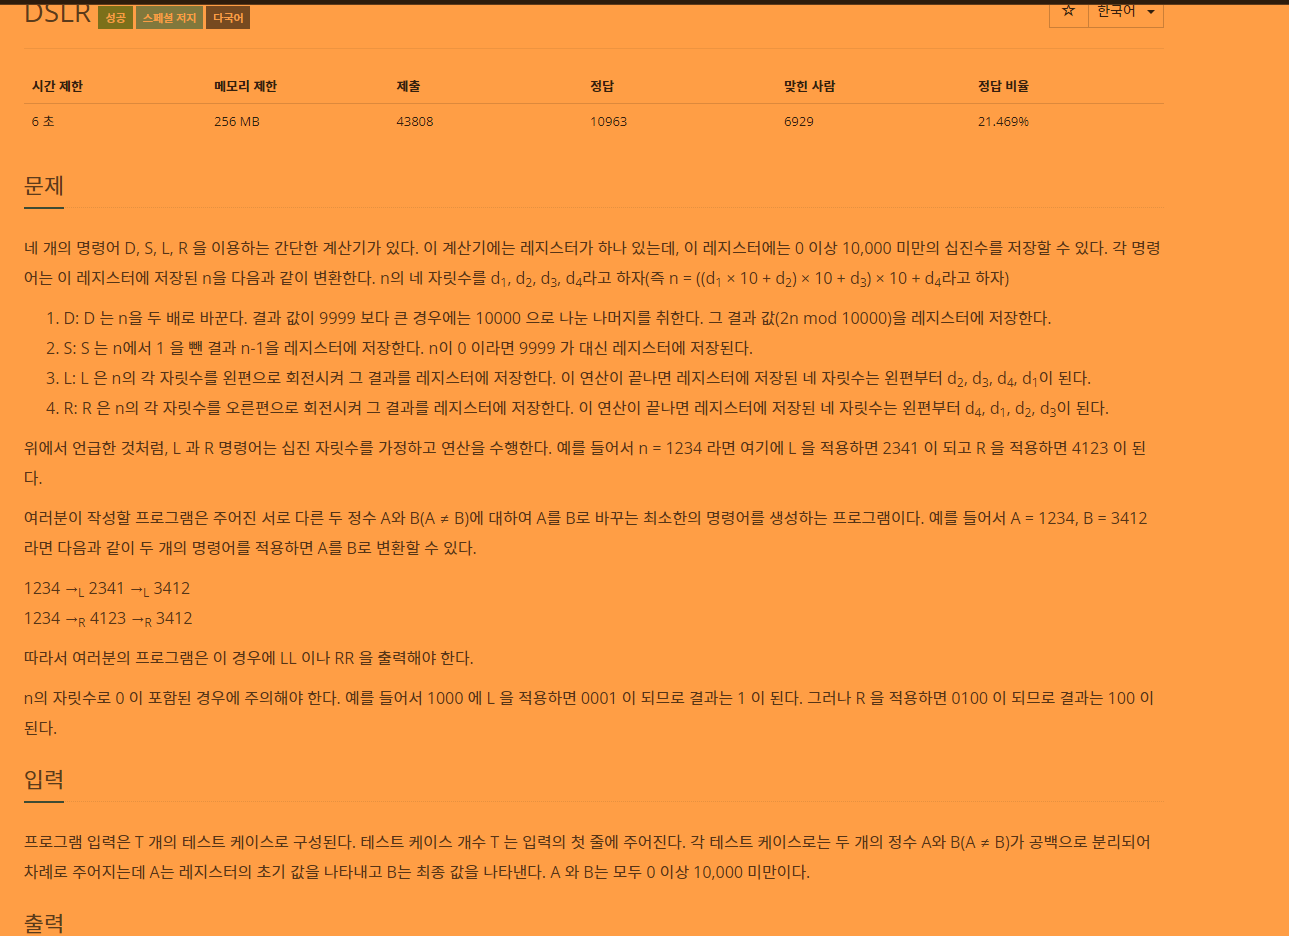 DSLR 성공 스페셜 저지 다국어
☆ 한국어
시간 제한 메모리 제한 제출 정답 맞힌 사람 정답 비율
6 초 256 MB 43808 10963 6929 21.469%
문제
네 개의 명령어 D, S, L, R 을 이용하는 간단한 계산기가 있다. 이 계산기에는 레지스터가 하나 있는데, 이 레지스터에는 0 이상 10,000 미만의 십진수를 저장할 수 있다. 각 명령
어는 이 레지스터에 저장된 n을 다음과 같이 변환한다. n의 네 자릿수를 d₁, d₂, d₃, d₄라고 하자(즉 n = ((d₁ × 10 + d₂) × 10 + d₃) × 10 + d₄라고 하자)
1. D: D 는 n을 두 배로 바꾼다. 결과 값이 9999 보다 큰 경우에는 10000 으로 나눈 나머지를 취한다. 그 결과 값(2n mod 10000)을 레지스터에 저장한다.
2. S: S 는 n에서 1 을 뺀 결과 n-1을 레지스터에 저장한다. n이 0 이라면 9999 가 대신 레지스터에 저장된다.
3. L: L 은 n의 각 자릿수를 왼편으로 회전시켜 그 결과를 레지스터에 저장한다. 이 연산이 끝나면 레지스터에 저장된 네 자릿수는 왼편부터 d₂, d₃, d₄, d₁이 된다.
4. R: R 은 n의 각 자릿수를 오른편으로 회전시켜 그 결과를 레지스터에 저장한다. 이 연산이 끝나면 레지스터에 저장된 네 자릿수는 왼편부터 d₄, d₁, d₂, d₃이 된다.
위에서 언급한 것처럼, L 과 R 명령어는 십진 자릿수를 가정하고 연산을 수행한다. 예를 들어서 n = 1234 라면 여기에 L 을 적용하면 2341 이 되고 R 을 적용하면 4123 이 된
다.
여러분이 작성할 프로그램은 주어진 서로 다른 두 정수 A와 B(A ≠ B)에 대하여 A를 B로 바꾸는 최소한의 명령어를 생성하는 프로그램이다. 예를 들어서 A = 1234, B = 3412
라면 다음과 같이 두 개의 명령어를 적용하면 A를 B로 변환할 수 있다.
1234 →L 2341 →L 3412
1234 →R 4123 →R 3412
따라서 여러분의 프로그램은 이 경우에 LL 이나 RR 을 출력해야 한다.
n의 자릿수로 0 이 포함된 경우에 주의해야 한다. 예를 들어서 1000 에 L 을 적용하면 0001 이 되므로 결과는 1 이 된다. 그러나 R 을 적용하면 0100 이 되므로 결과는 100 이
된다.
입력
프로그램 입력은 T 개의 테스트 케이스로 구성된다. 테스트 케이스 개수 T 는 입력의 첫 줄에 주어진다. 각 테스트 케이스로는 두 개의 정수 A와 B(A ≠ B)가 공백으로 분리되어
차례로 주어지는데 A는 레지스터의 초기 값을 나타내고 B는 최종 값을 나타낸다. A 와 B는 모두 0 이상 10,000 미만이다.
출력